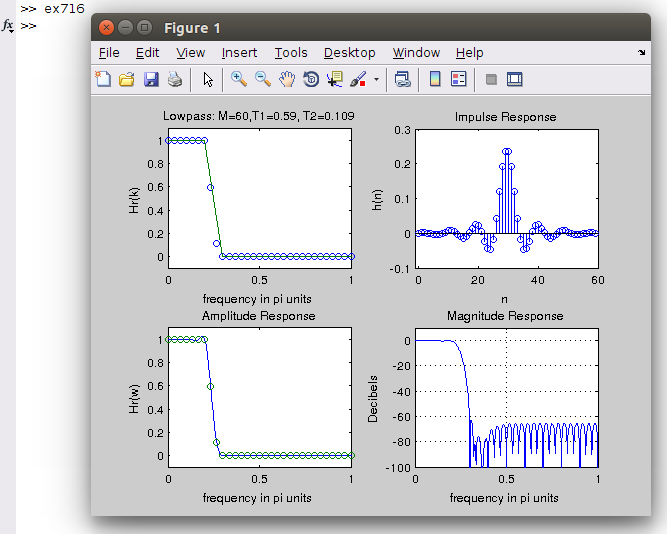 >> ex716
fx >>
Figure 1
File Edit View Insert Tools Desktop Window Help
Lowpass: M=60,T1=0.59, T2=0.109
Hr(k)
1
0.8
0.6
0.4
0.2
0
0 0.5 1
frequency in pi units
Impulse Response
h(n)
0.3
0.2
0.1
0
-0.1
0 20 40 60
n
Amplitude Response
Hr(w)
1
0.8
0.6
0.4
0.2
0
0 0.5 1
frequency in pi units
Magnitude Response
Decibels
0
-20
-40
-60
-80
-100
0 0.5 1
frequency in pi units